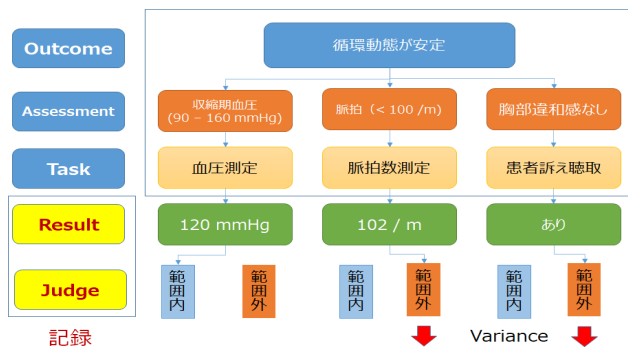 Outcome
循環動態が安定
Assessment
収縮期血圧
(90 – 160 mmHg)
脈拍（< 100 /m)
胸部違和感なし
Task
血圧測定
脈拍数測定
患者訴え聴取
Result
120 mmHg
102 / m
あり
Judge
範囲内
範囲外
範囲内
範囲外
範囲内
範囲外
記録
Variance